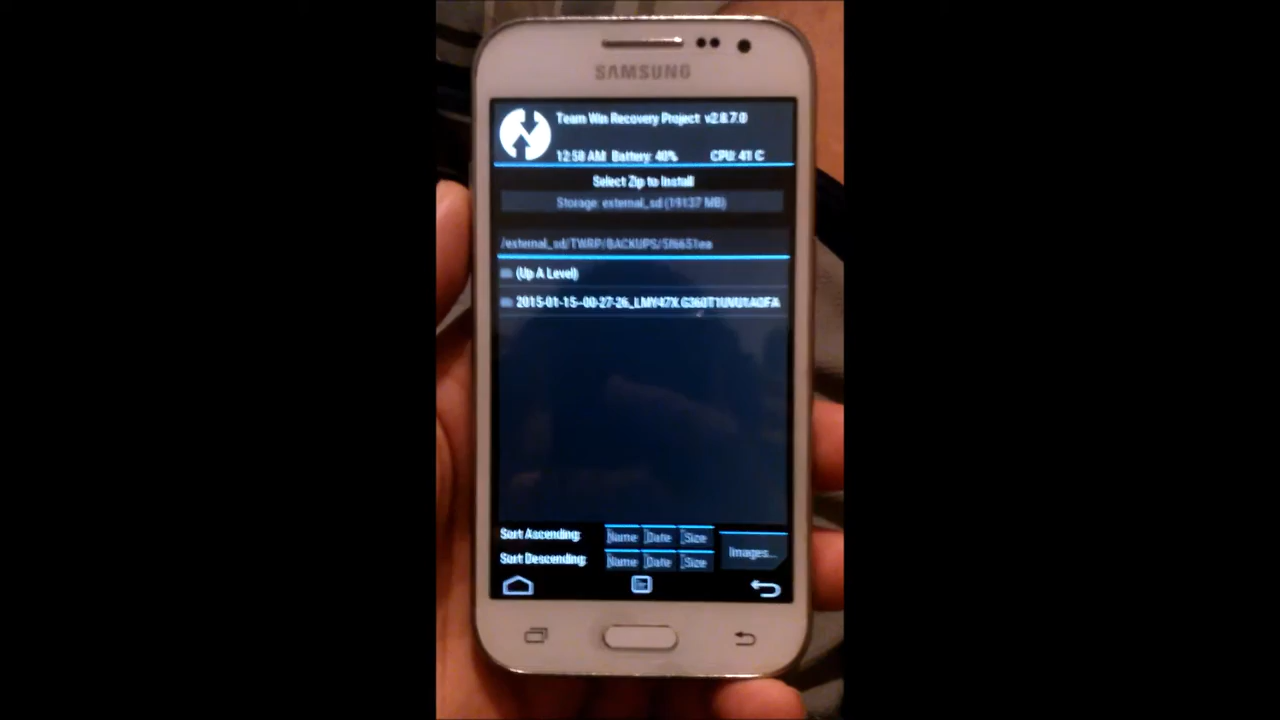 SAMSUNG
Team Win Recovery Project v2.8.7.0
12:58 AM Battery: 40% CPU: 41 C
Select Zip to Install
Storage: external_sd (19137 MB)
/external_sd/TWRP/BACKUPS/5f6651ea
(Up A Level)
2015-01-15--00-27-26_LMY47X.G360T1UVU1AOFA
Sort Ascending: Name Date Size
Images...
Sort Descending: Name Date Size